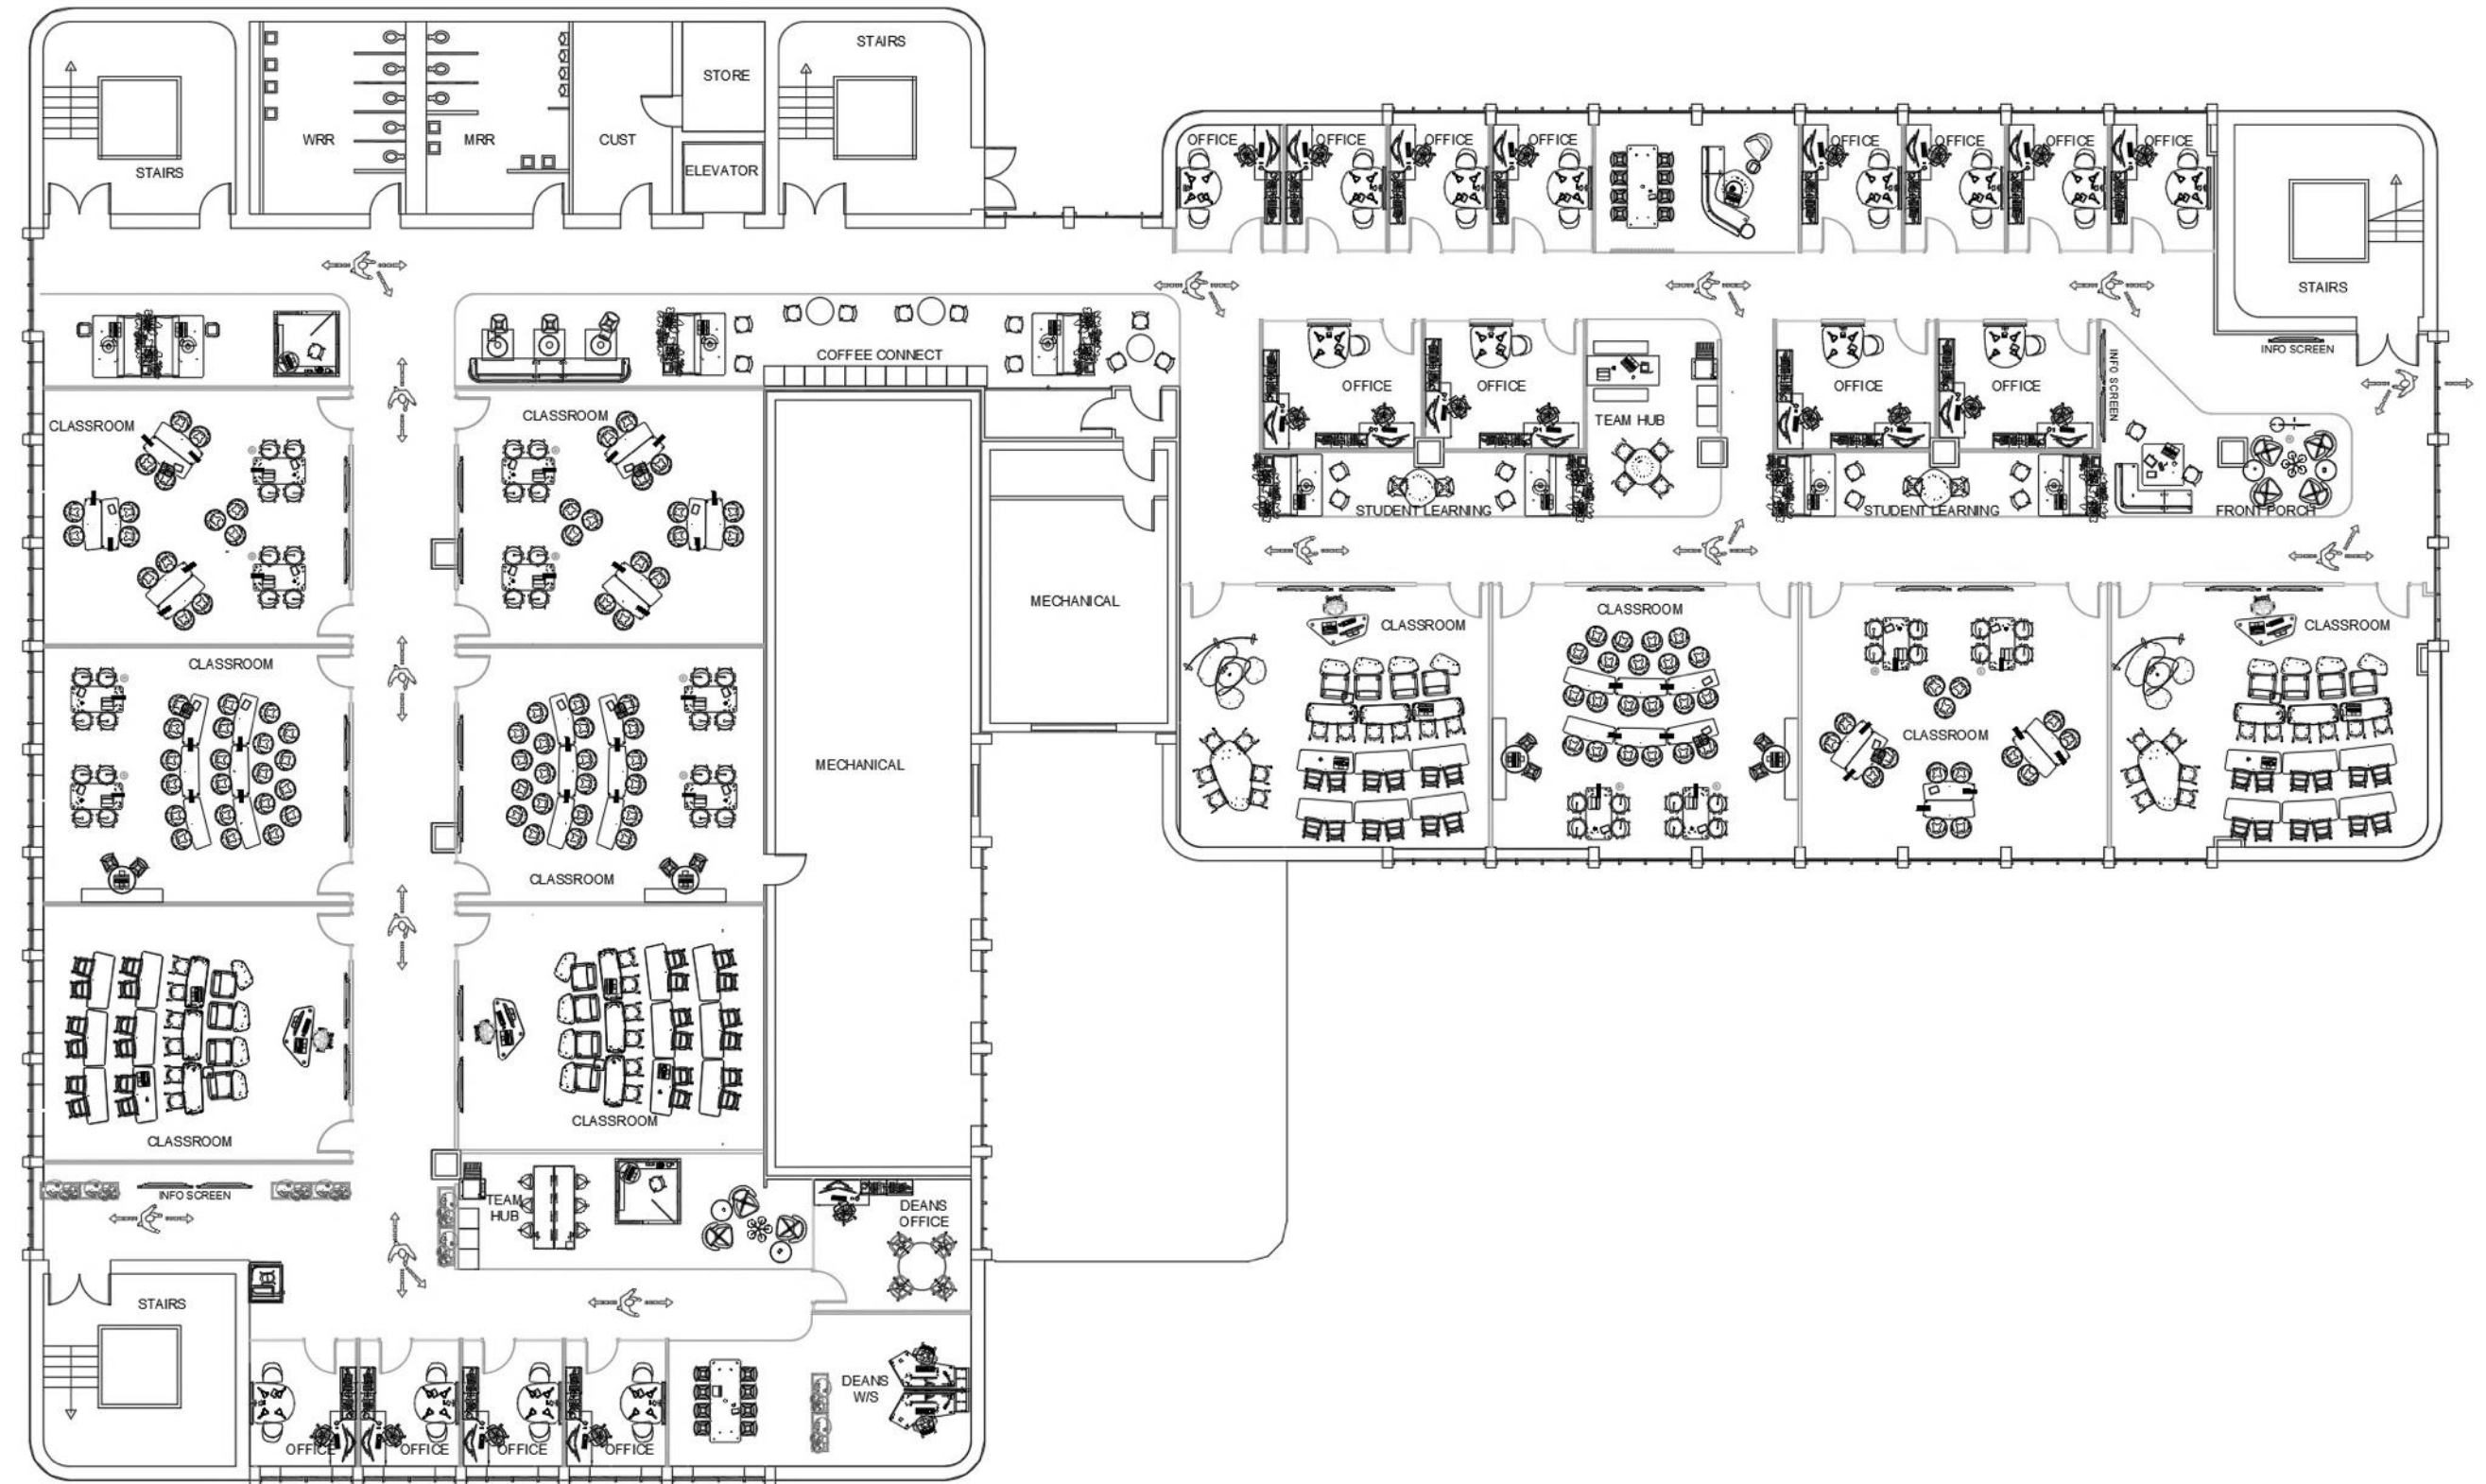 STAIRS
STORE
STAIRS
WRR
MRR
CUST
ELEVATOR
STAIRS
OFFICE
OFFICE
OFFICE
OFFICE
OFFICE
OFFICE
OFFICE
OFFICE
STAIRS
COFFEE CONNECT
INFO SCREEN
INFO SCREEN
OFFICE
OFFICE
TEAM HUB
OFFICE
OFFICE
STUDENT LEARNING
STUDENT LEARNING
FRONT PORCH
CLASSROOM
CLASSROOM
MECHANICAL
CLASSROOM
CLASSROOM
CLASSROOM
CLASSROOM
CLASSROOM
MECHANICAL
CLASSROOM
CLASSROOM
CLASSROOM
INFO SCREEN
TEAM
HUB
DEANS
OFFICE
STAIRS
DEANS
W/S
OFFICE
OFFICE
OFFICE
OFFICE